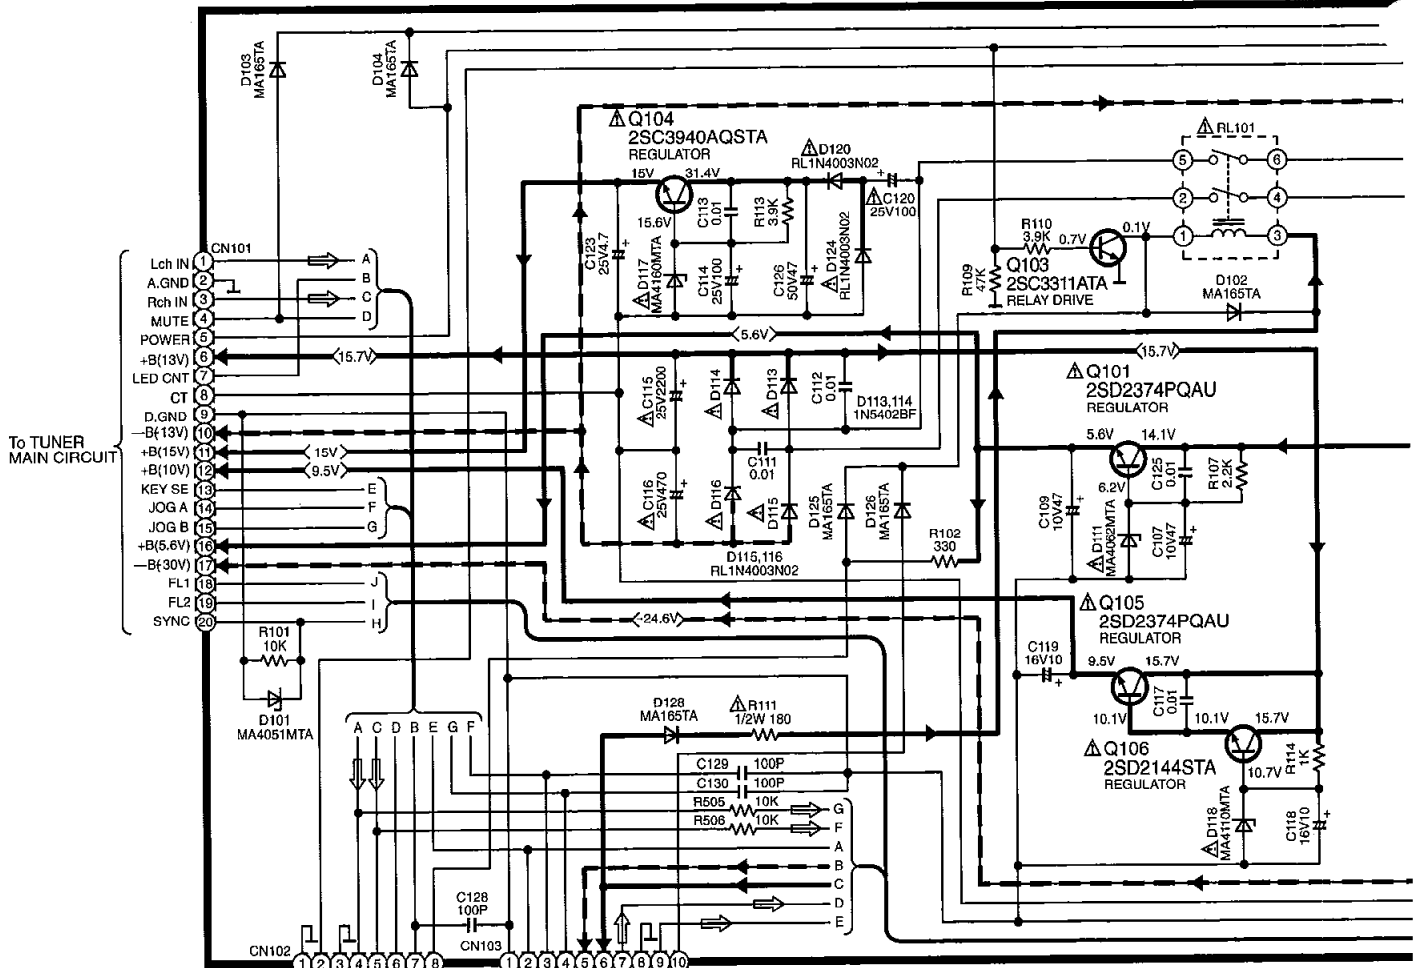 D103
MA165TA
D104
MA165TA
Q104
2SC3940AQSTA
REGULATOR
15V
31.4V
15.6V
D120
RL1N4003N02
C120
25V100
RL101
5
6
2
4
1
3
C123
25V4.7
D117
MA4160MTA
C113
0.01
C114
25V100
R113
3.9K
C126
50V47
D124
RL1N4003N02
R110
3.9K
0.7V
0.1V
R109
47K
Q103
2SC3311ATA
RELAY DRIVE
D102
MA165TA
To TUNER
MAIN CIRCUIT
CN101
Lch IN 1 A
A.GND 2 B
Rch IN 3 C
MUTE 4 D
POWER 5
+B(13V) 6 15.7V
LED CNT 7
CT 8
D.GND 9
−B(-13V) 10
+B(15V) 11 15V
+B(10V) 12 9.5V
KEY SE 13 E
JOG A 14 F
JOG B 15 G
+B(5.6V) 16
−B(-30V) 17
FL1 18 J
FL2 19 I
SYNC 20 H
5.6V
15.7V
C115
25V2200
D114
D113
C112
0.01
D113,114
1N5402BF
C111
0.01
C116
25V470
D116
D115
D115,116
RL1N4003N02
D125
MA165TA
D126
MA165TA
R102
330
Q101
2SD2374PQAU
REGULATOR
5.6V
14.1V
6.2V
C109
10V47
D111
MA4062MTA
C125
0.01
C107
10V47
R107
2.2K
-24.6V
Q105
2SD2374PQAU
REGULATOR
C119
16V10
9.5V
15.7V
10.1V
C117
0.01
10.1V
15.7V
Q106
2SD2144STA
REGULATOR
10.7V
R114
1K
D118
MA4110MTA
C118
16V10
R101
10K
D101
MA4051MTA
A C D B E G F
D128
MA165TA
R111
1/2W 180
C129 100P
C130 100P
R505 10K G
R506 10K F
A
B
C
D
E
C128
100P
CN102
1 2 3 4 5 6 7 8
CN103
1 2 3 4 5 6 7 8 9 10